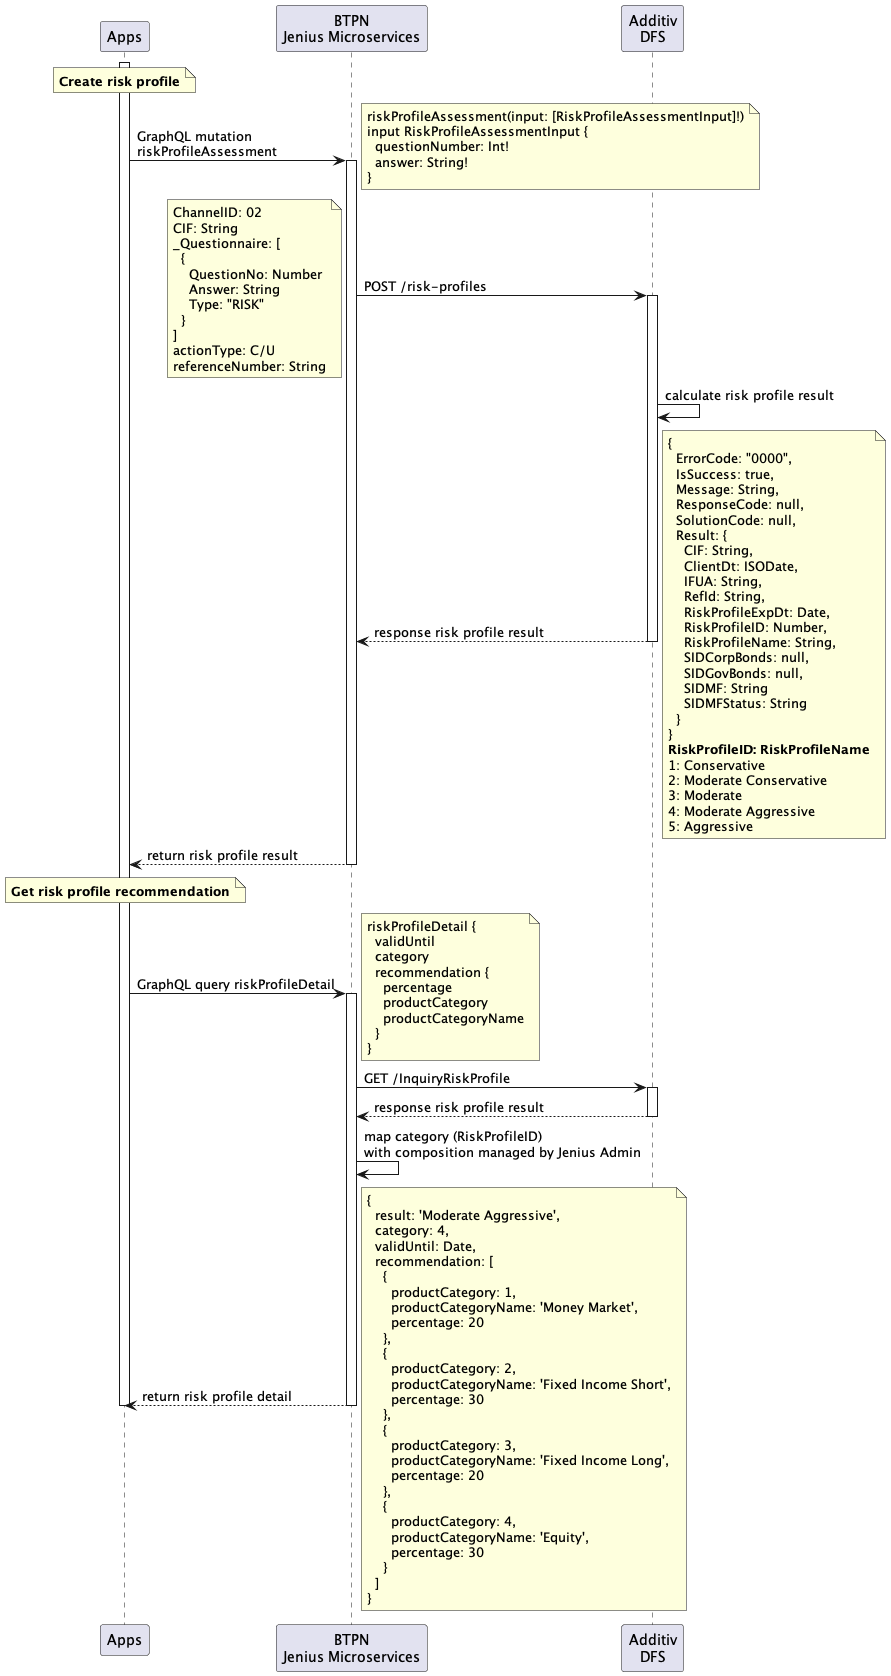 Apps
BTPN
Jenius Microservices
Additiv
DFS
Create risk profile
GraphQL mutation
riskProfileAssessment
riskProfileAssessment(input: [RiskProfileAssessmentInput]!)
input RiskProfileAssessmentInput {
questionNumber: Int!
answer: String!
}
ChannelID: 02
CIF: String
_Questionnaire: [
{
QuestionNo: Number
Answer: String
Type: "RISK"
}
]
actionType: C/U
referenceNumber: String
POST /risk-profiles
calculate risk profile result
{
ErrorCode: "0000",
IsSuccess: true,
Message: String,
ResponseCode: null,
SolutionCode: null,
Result: {
CIF: String,
ClientDt: ISODate,
IFUA: String,
RefId: String,
RiskProfileExpDt: Date,
RiskProfileID: Number,
RiskProfileName: String,
SIDCorpBonds: null,
SIDGovBonds: null,
SIDMF: String
SIDMFStatus: String
}
}
RiskProfileID: RiskProfileName
1: Conservative
2: Moderate Conservative
3: Moderate
4: Moderate Aggressive
5: Aggressive
response risk profile result
return risk profile result
Get risk profile recommendation
GraphQL query riskProfileDetail
riskProfileDetail {
validUntil
category
recommendation {
percentage
productCategory
productCategoryName
}
}
GET /InquiryRiskProfile
response risk profile result
map category (RiskProfileID)
with composition managed by Jenius Admin
{
result: 'Moderate Aggressive',
category: 4,
validUntil: Date,
recommendation: [
{
productCategory: 1,
productCategoryName: 'Money Market',
percentage: 20
},
{
productCategory: 2,
productCategoryName: 'Fixed Income Short',
percentage: 30
},
{
productCategory: 3,
productCategoryName: 'Fixed Income Long',
percentage: 20
},
{
productCategory: 4,
productCategoryName: 'Equity',
percentage: 30
}
]
}
return risk profile detail
Apps
BTPN
Jenius Microservices
Additiv
DFS